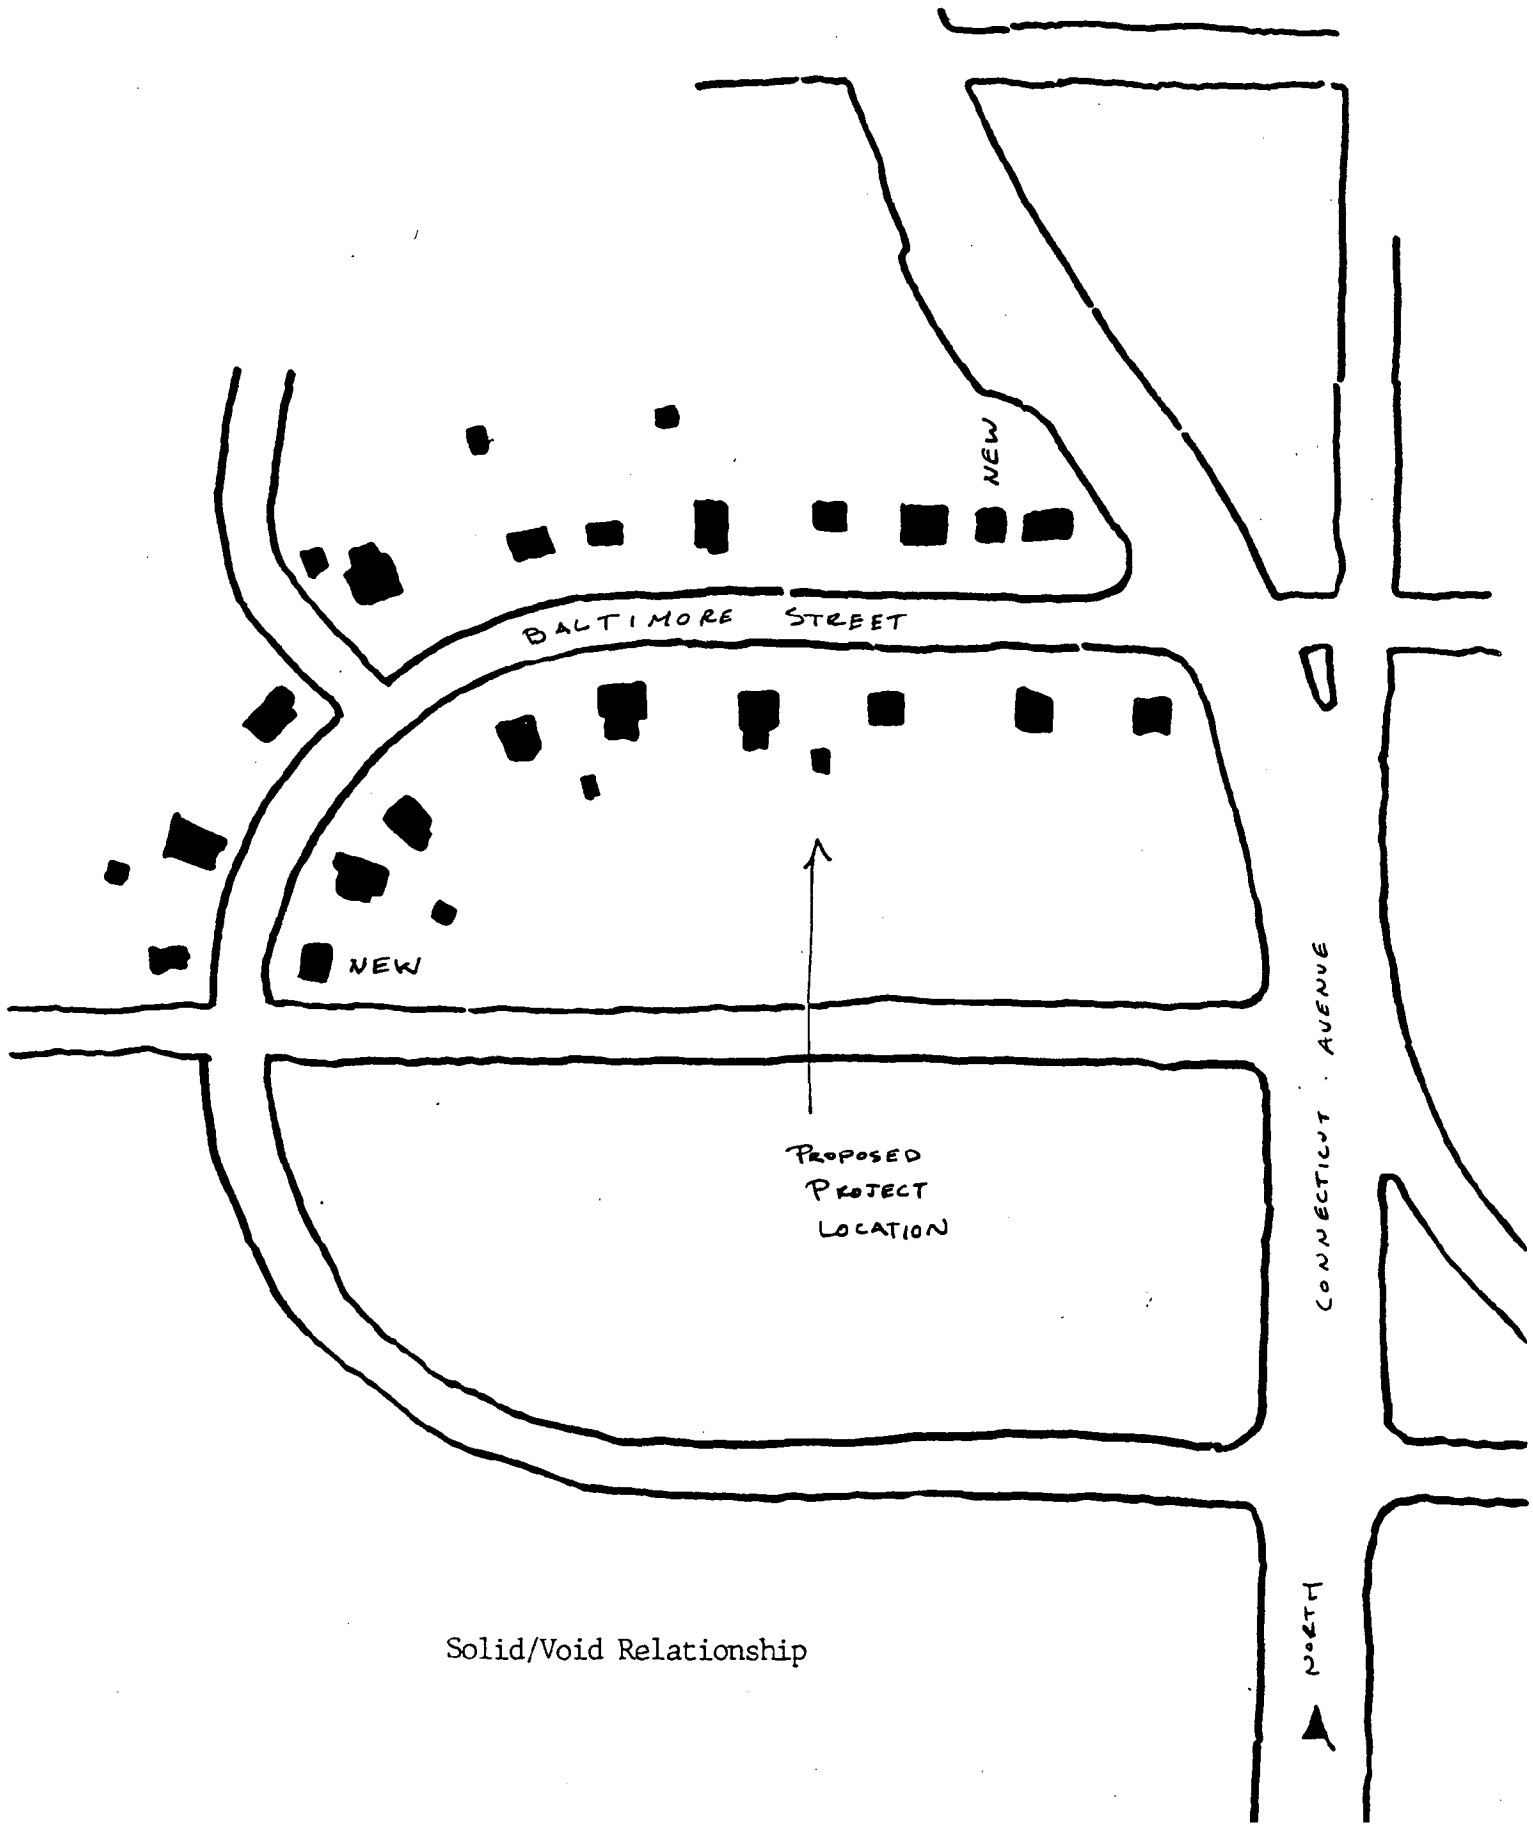 NEW
BALTIMORE STREET
NEW
CONNECTICUT AVENUE
PROPOSED
PROJECT
LOCATION
NORTH
Solid/Void Relationship